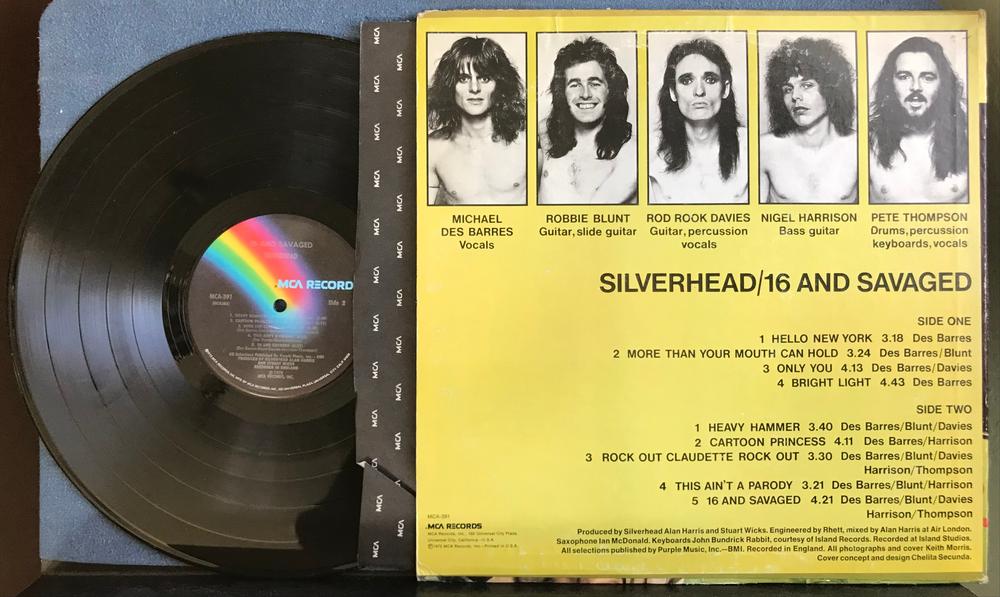 16 AND SAVAGED
SILVERHEAD
MCA RECORDS
MCA-391
Side 2
MCA
MICHAEL
DES BARRES
Vocals
ROBBIE BLUNT
Guitar, slide guitar
ROD ROOK DAVIES
Guitar, percussion
vocals
NIGEL HARRISON
Bass guitar
PETE THOMPSON
Drums, percussion
keyboards, vocals
SILVERHEAD/16 AND SAVAGED
SIDE ONE
1 HELLO NEW YORK 3.18 Des Barres
2 MORE THAN YOUR MOUTH CAN HOLD 3.24 Des Barres/Blunt
3 ONLY YOU 4.13 Des Barres/Davies
4 BRIGHT LIGHT 4.43 Des Barres
SIDE TWO
1 HEAVY HAMMER 3.40 Des Barres/Blunt/Davies
2 CARTOON PRINCESS 4.11 Des Barres/Harrison
3 ROCK OUT CLAUDETTE ROCK OUT 3.30 Des Barres/Blunt/Davies
Harrison/Thompson
4 THIS AIN'T A PARODY 3.21 Des Barres/Blunt/Harrison
5 16 AND SAVAGED 4.21 Des Barres/Blunt/Davies
Harrison/Thompson
MCA-391
MCA RECORDS
MCA Records, Inc., 100 Universal City Plaza,
Universal City, California-U.S.A.
Produced by Silverhead Alan Harris and Stuart Wicks. Engineered by Rhett, mixed by Alan Harris at Air London.
Saxophone Ian McDonald. Keyboards John Bundrick Rabbit, courtesy of Island Records. Recorded at Island Studios.
All selections published by Purple Music, Inc.—BMI. Recorded in England. All photographs and cover Keith Morris.
Cover concept and design Chelita Secunda.